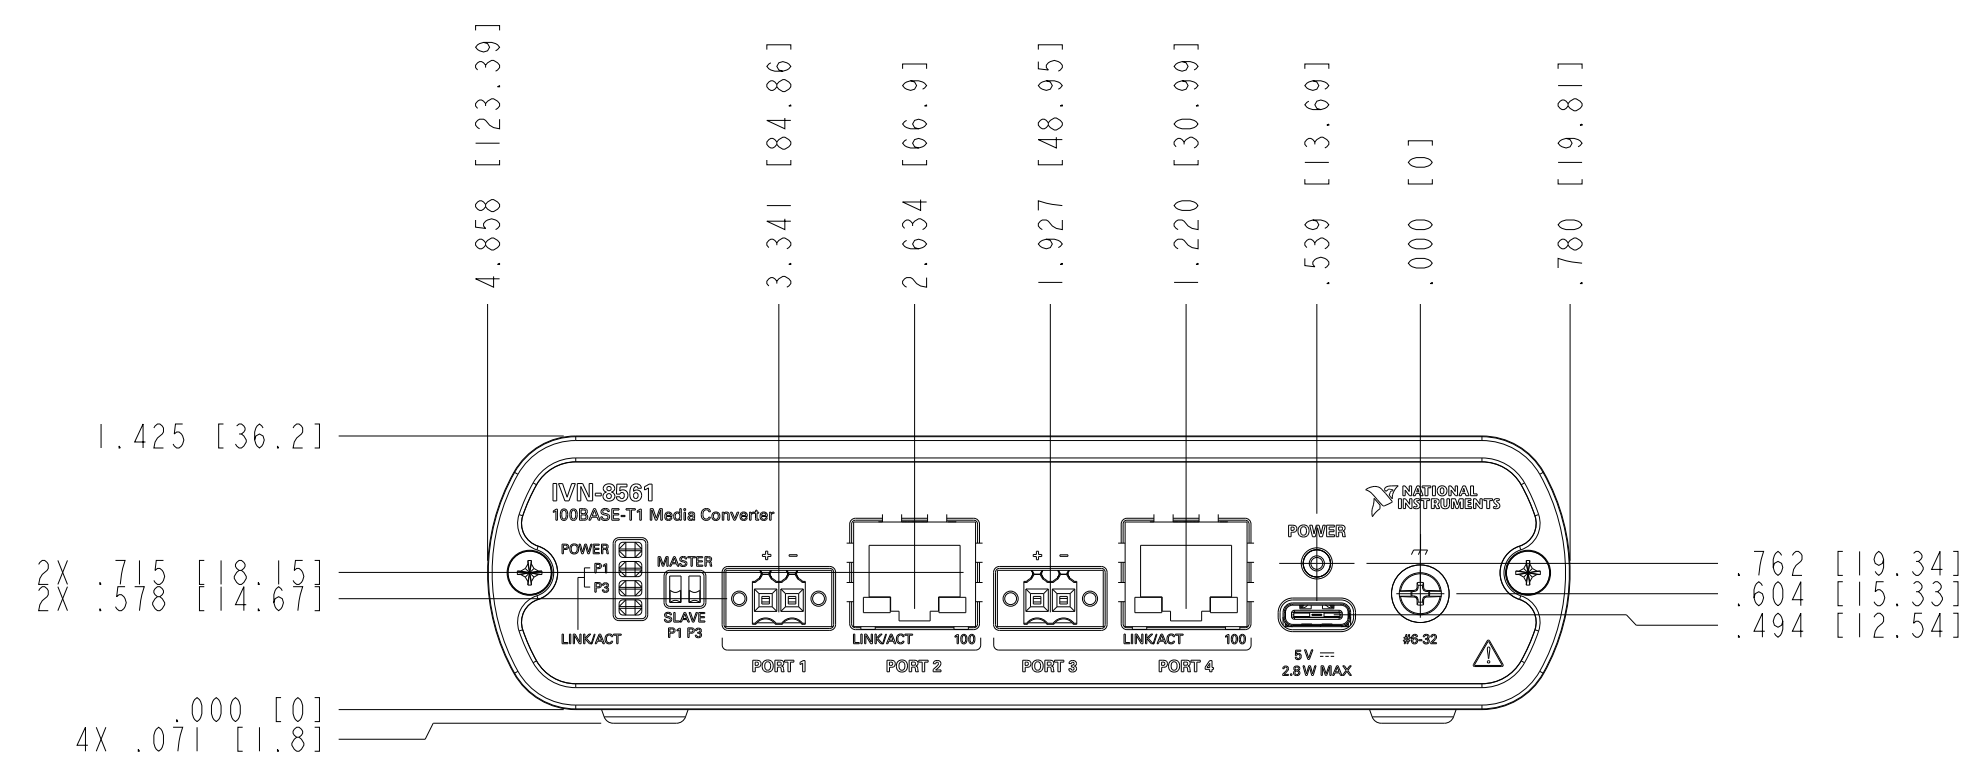 4.858 [123.39]
3.341 [84.86]
2.634 [66.9]
1.927 [48.95]
1.220 [30.99]
.539 [13.69]
.000 [0]
.780 [19.81]
1.425 [36.2]
IVN-8561
NATIONAL
INSTRUMENTS
100BASE-T1 Media Converter
POWER
POWER
+ −
+ −
MASTER
P1
2X .715 [18.15]
.762 [19.34]
P3
2X .578 [14.67]
.604 [15.33]
SLAVE
.494 [12.54]
P1 P3
LINK/ACT
LINK/ACT 100
LINK/ACT 100
#6-32
5V
PORT 1
PORT 2
PORT 3
PORT 4
2.8W MAX
.000 [0]
4X .071 [1.8]